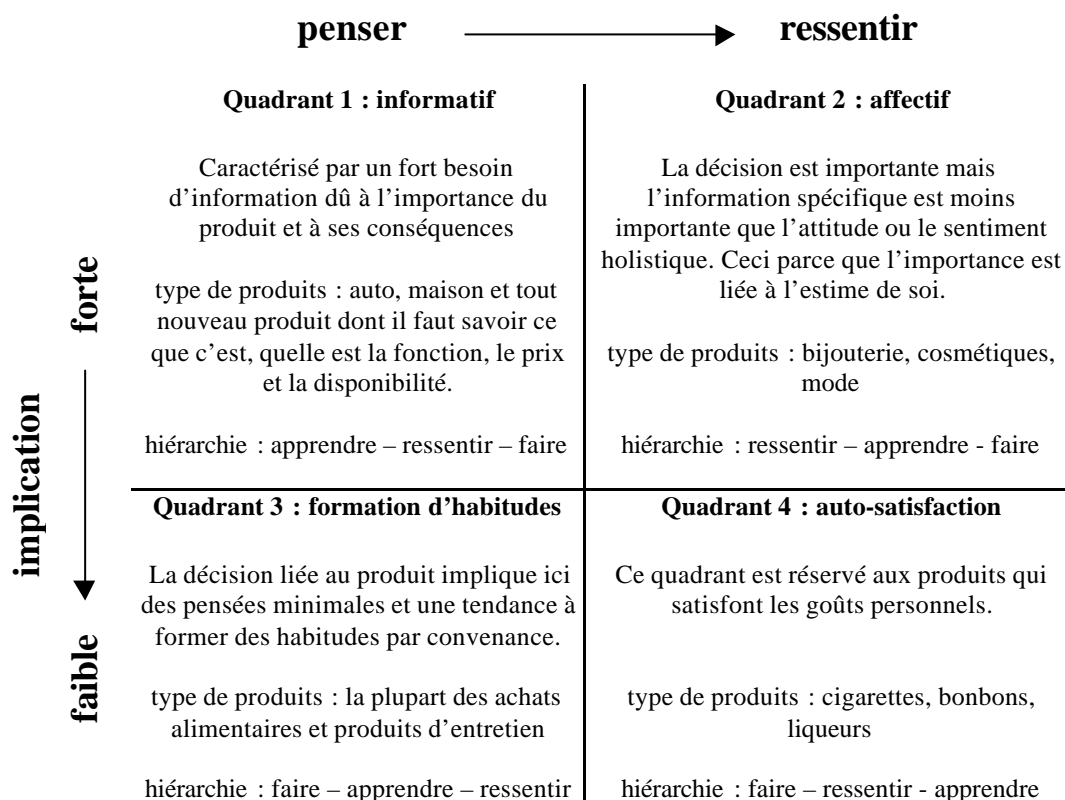 penser
ressentir
Quadrant 1 : informatif
Caractérisé par un fort besoin
d’information dû à l’importance du
produit et à ses conséquences
type de produits : auto, maison et tout
nouveau produit dont il faut savoir ce
que c’est, quelle est la fonction, le prix
et la disponibilité.
hiérarchie : apprendre – ressentir – faire
Quadrant 2 : affectif
La décision est importante mais
l’information spécifique est moins
importante que l’attitude ou le sentiment
holistique. Ceci parce que l’importance est
liée à l’estime de soi.
type de produits : bijouterie, cosmétiques,
mode
hiérarchie : ressentir – apprendre - faire
implication
forte
faible
Quadrant 3 : formation d’habitudes
La décision liée au produit implique ici
des pensées minimales et une tendance à
former des habitudes par convenance.
type de produits : la plupart des achats
alimentaires et produits d’entretien
hiérarchie : faire – apprendre – ressentir
Quadrant 4 : auto-satisfaction
Ce quadrant est réservé aux produits qui
satisfont les goûts personnels.
type de produits : cigarettes, bonbons,
liqueurs
hiérarchie : faire – ressentir - apprendre